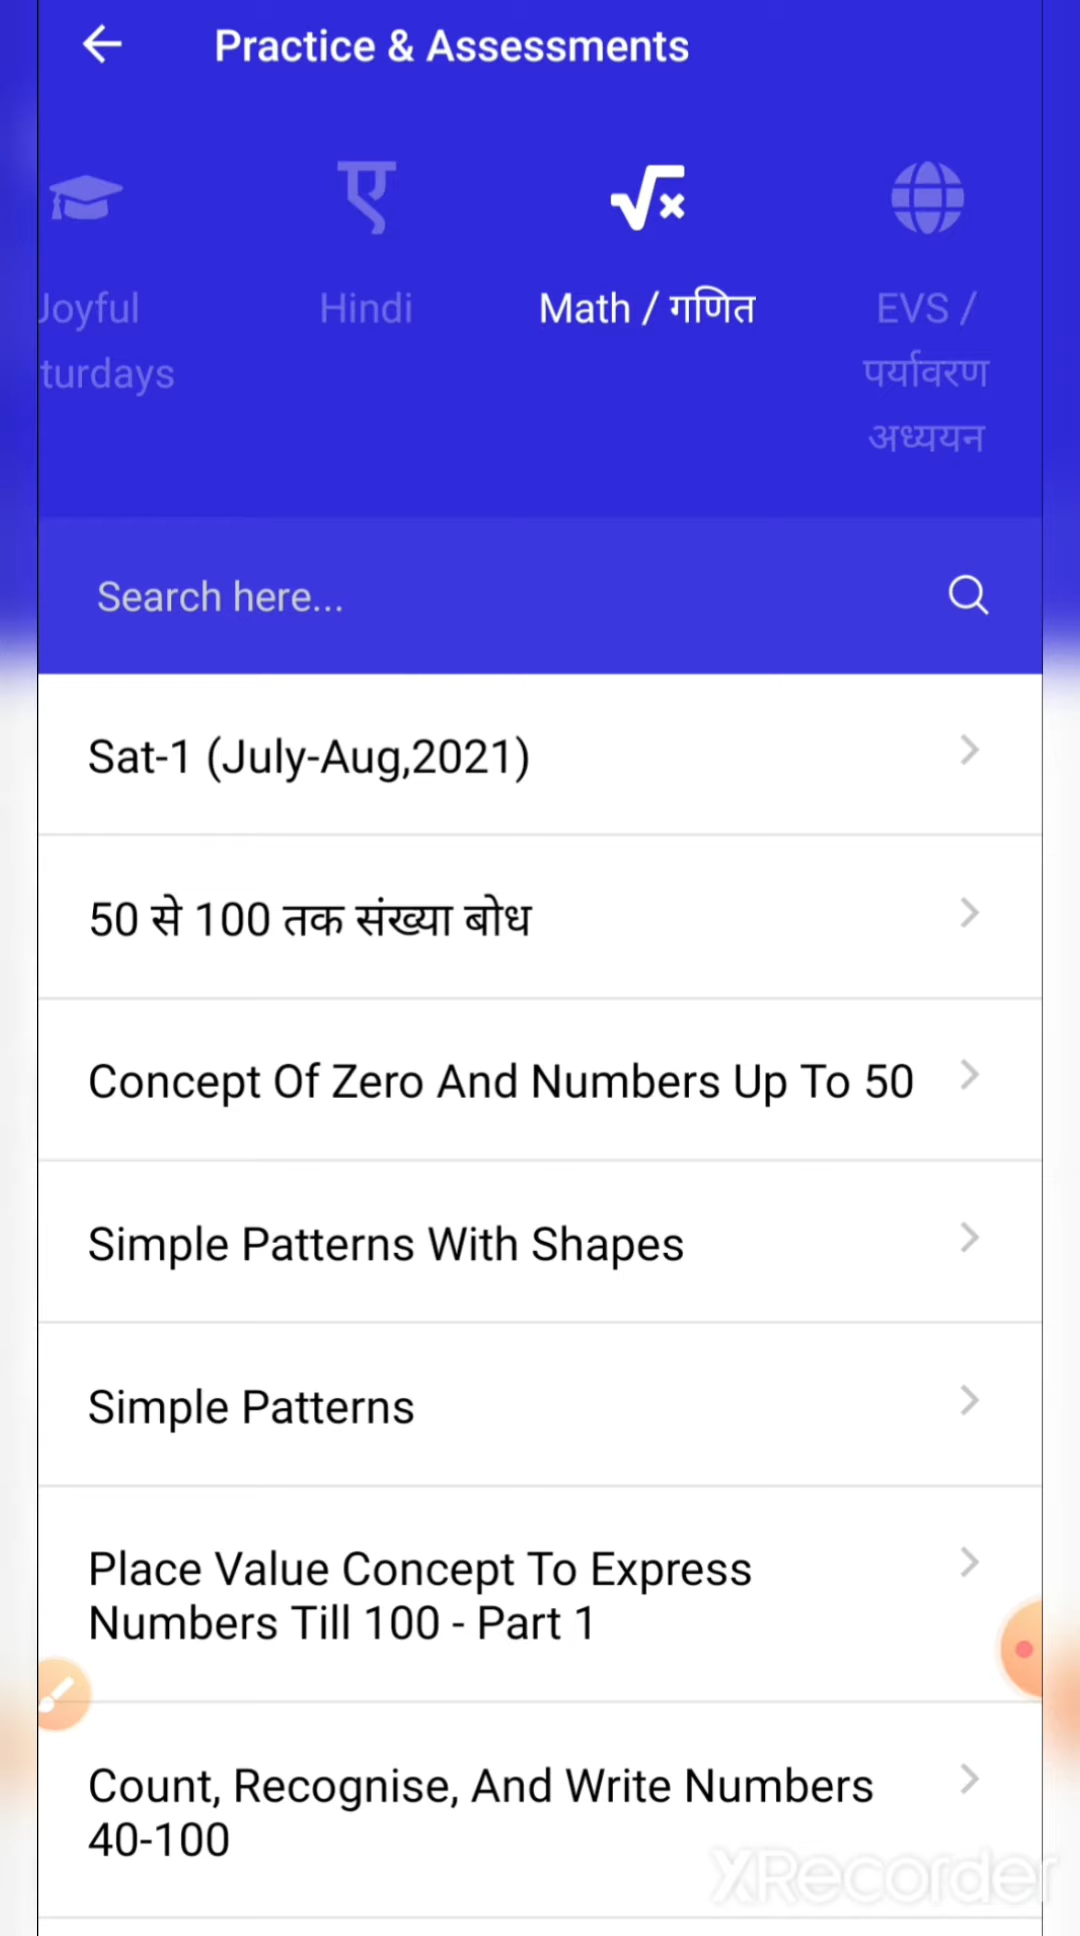 Practice & Assessments
ए
√x
Joyful
turdays
Hindi
Math / गणित
EVS /
पर्यावरण
अध्ययन
Search here...
Sat-1 (July-Aug,2021)
50 से 100 तक संख्या बोध
Concept Of Zero And Numbers Up To 50
Simple Patterns With Shapes
Simple Patterns
Place Value Concept To Express
Numbers Till 100 - Part 1
Count, Recognise, And Write Numbers
40-100
XRecorder